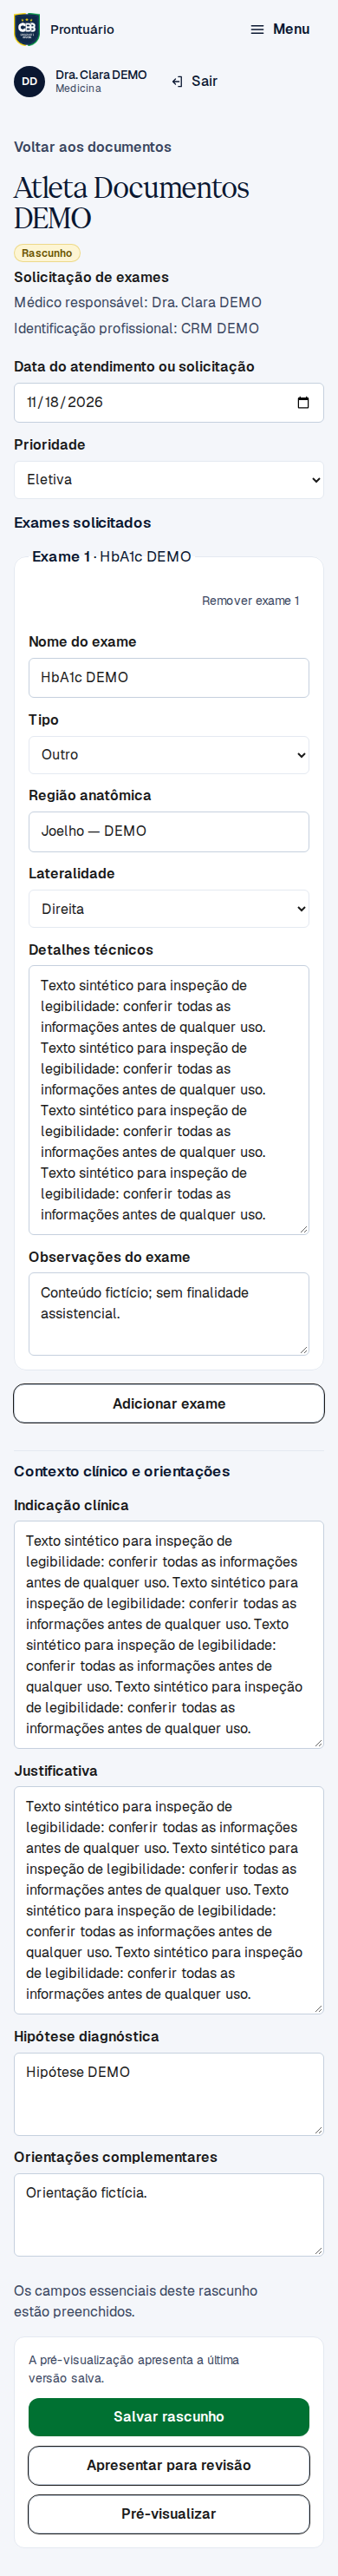 CBB
Prontuário
Menu
DD
Dra. Clara DEMO
Medicina
Sair
Voltar aos documentos
Atleta Documentos
DEMO
Rascunho
Solicitação de exames
Médico responsável: Dra. Clara DEMO
Identificação profissional: CRM DEMO
Data do atendimento ou solicitação
11/18/2026
Prioridade
Eletiva
Exames solicitados
Exame 1 · HbA1c DEMO
Remover exame 1
Nome do exame
HbA1c DEMO
Tipo
Outro
Região anatômica
Joelho — DEMO
Lateralidade
Direita
Detalhes técnicos
Texto sintético para inspeção de
legibilidade: conferir todas as
informações antes de qualquer uso.
Texto sintético para inspeção de
legibilidade: conferir todas as
informações antes de qualquer uso.
Texto sintético para inspeção de
legibilidade: conferir todas as
informações antes de qualquer uso.
Texto sintético para inspeção de
legibilidade: conferir todas as
informações antes de qualquer uso.
Observações do exame
Conteúdo fictício; sem finalidade
assistencial.
Adicionar exame
Contexto clínico e orientações
Indicação clínica
Texto sintético para inspeção de
legibilidade: conferir todas as informações
antes de qualquer uso. Texto sintético para
inspeção de legibilidade: conferir todas as
informações antes de qualquer uso. Texto
sintético para inspeção de legibilidade:
conferir todas as informações antes de
qualquer uso. Texto sintético para inspeção
de legibilidade: conferir todas as
informações antes de qualquer uso.
Justificativa
Texto sintético para inspeção de
legibilidade: conferir todas as informações
antes de qualquer uso. Texto sintético para
inspeção de legibilidade: conferir todas as
informações antes de qualquer uso. Texto
sintético para inspeção de legibilidade:
conferir todas as informações antes de
qualquer uso. Texto sintético para inspeção
de legibilidade: conferir todas as
informações antes de qualquer uso.
Hipótese diagnóstica
Hipótese DEMO
Orientações complementares
Orientação fictícia.
Os campos essenciais deste rascunho
estão preenchidos.
A pré-visualização apresenta a última
versão salva.
Salvar rascunho
Apresentar para revisão
Pré-visualizar